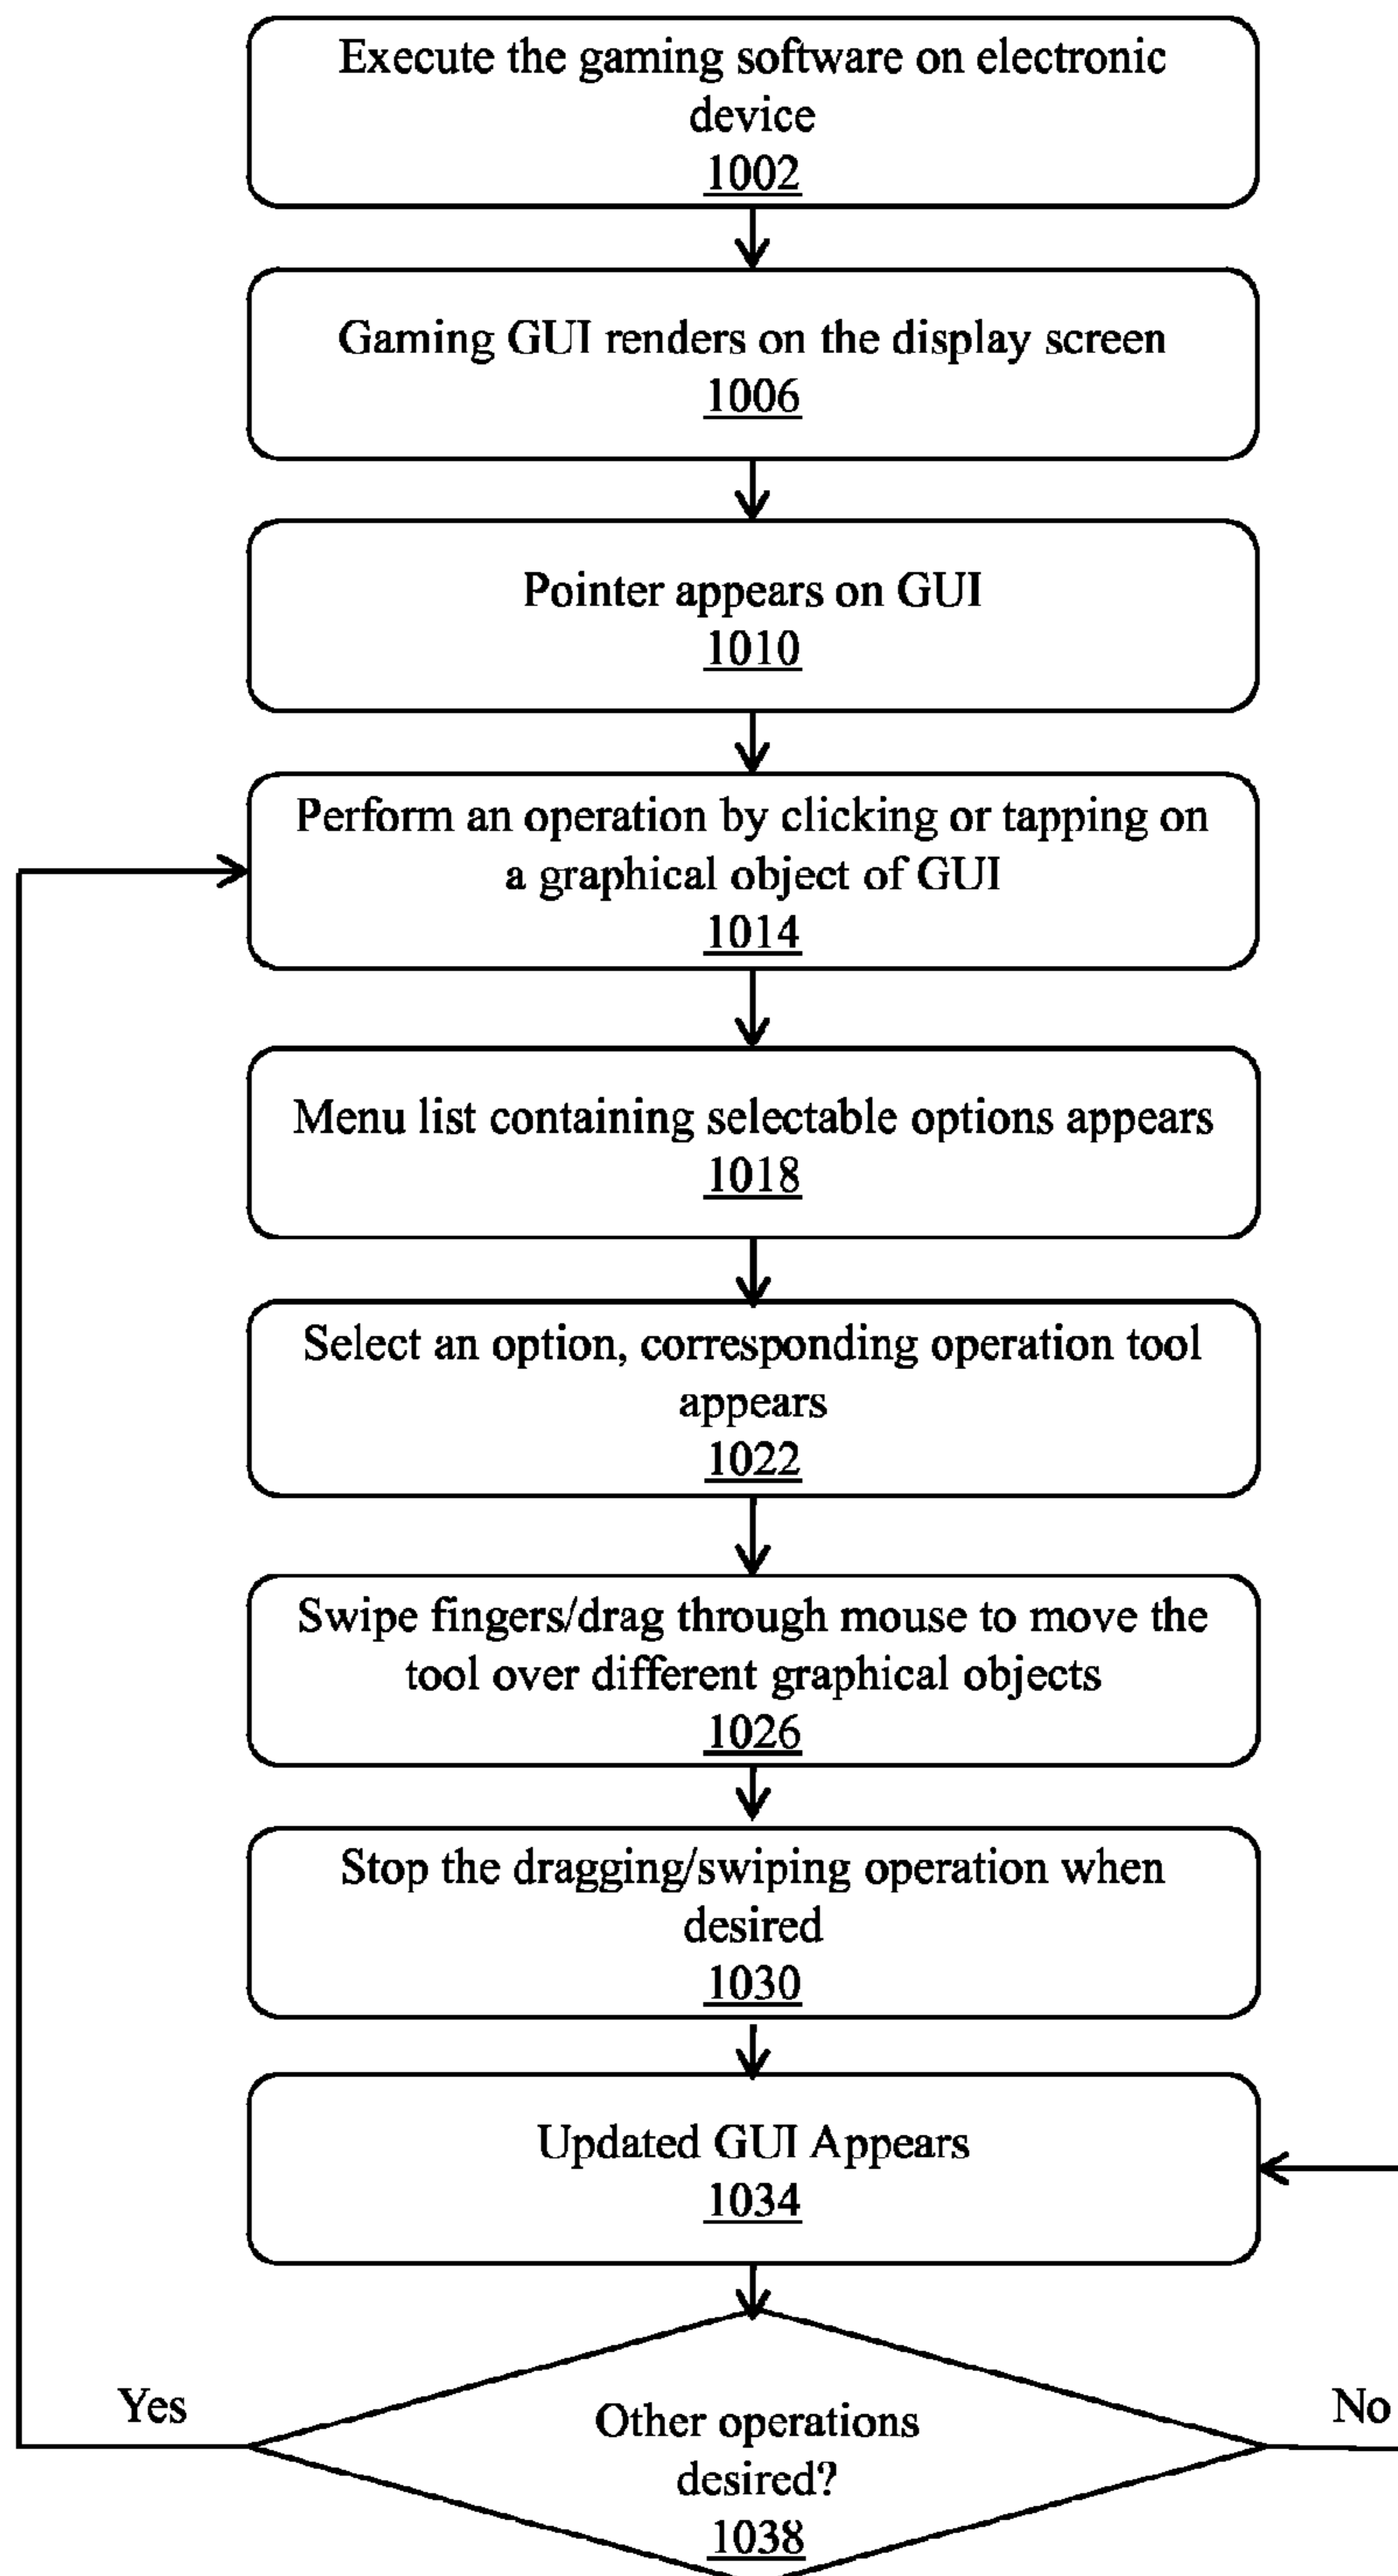 Execute the gaming software on electronic
device
1002
Gaming GUI renders on the display screen
1006
Pointer appears on GUI
1010
Perform an operation by clicking or tapping on
a graphical object of GUI
1014
Menu list containing selectable options appears
1018
Select an option, corresponding operation tool
appears
1022
Swipe fingers/drag through mouse to move the
tool over different graphical objects
1026
Stop the dragging/swiping operation when
desired
1030
Updated GUI Appears
1034
Yes
No
Other operations
desired?
1038